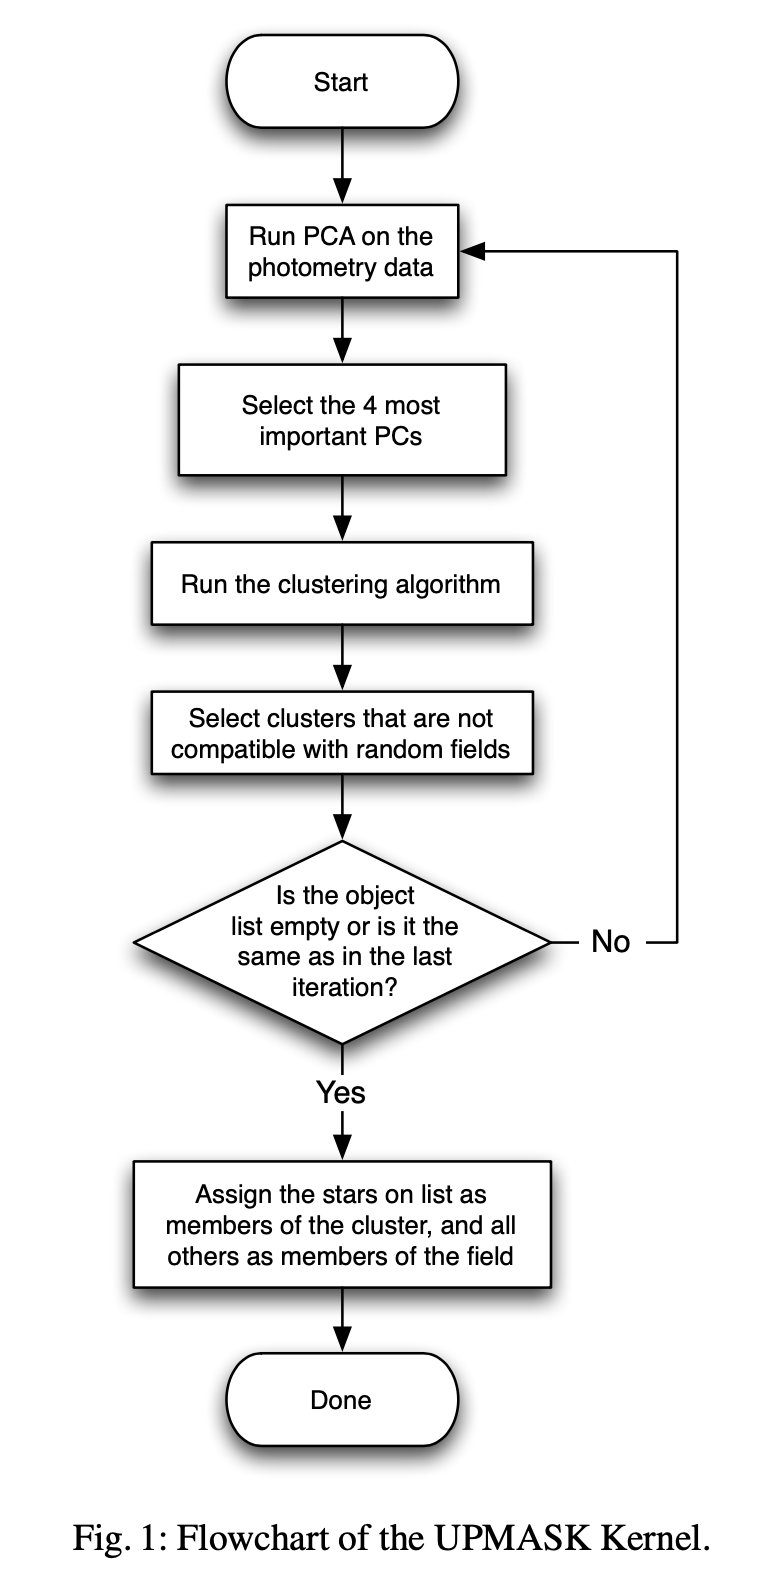 Start
Run PCA on the
photometry data
Select the 4 most
important PCs
Run the clustering algorithm
Select clusters that are not
compatible with random fields
Is the object
list empty or is it the
same as in the last
iteration?
No
Yes
Assign the stars on list as
members of the cluster, and all
others as members of the field
Done
Fig. 1: Flowchart of the UPMASK Kernel.